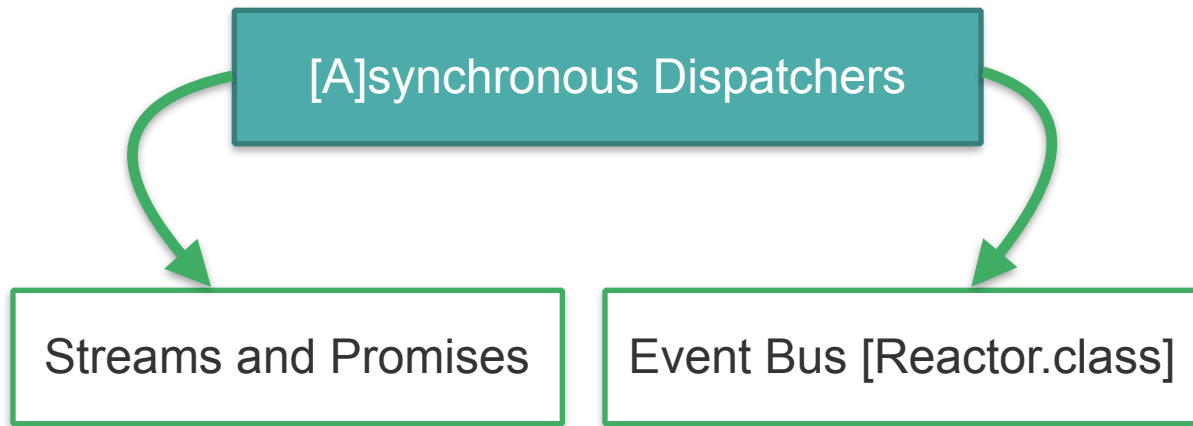 [A]synchronous Dispatchers
Streams and Promises
Event Bus [Reactor.class]